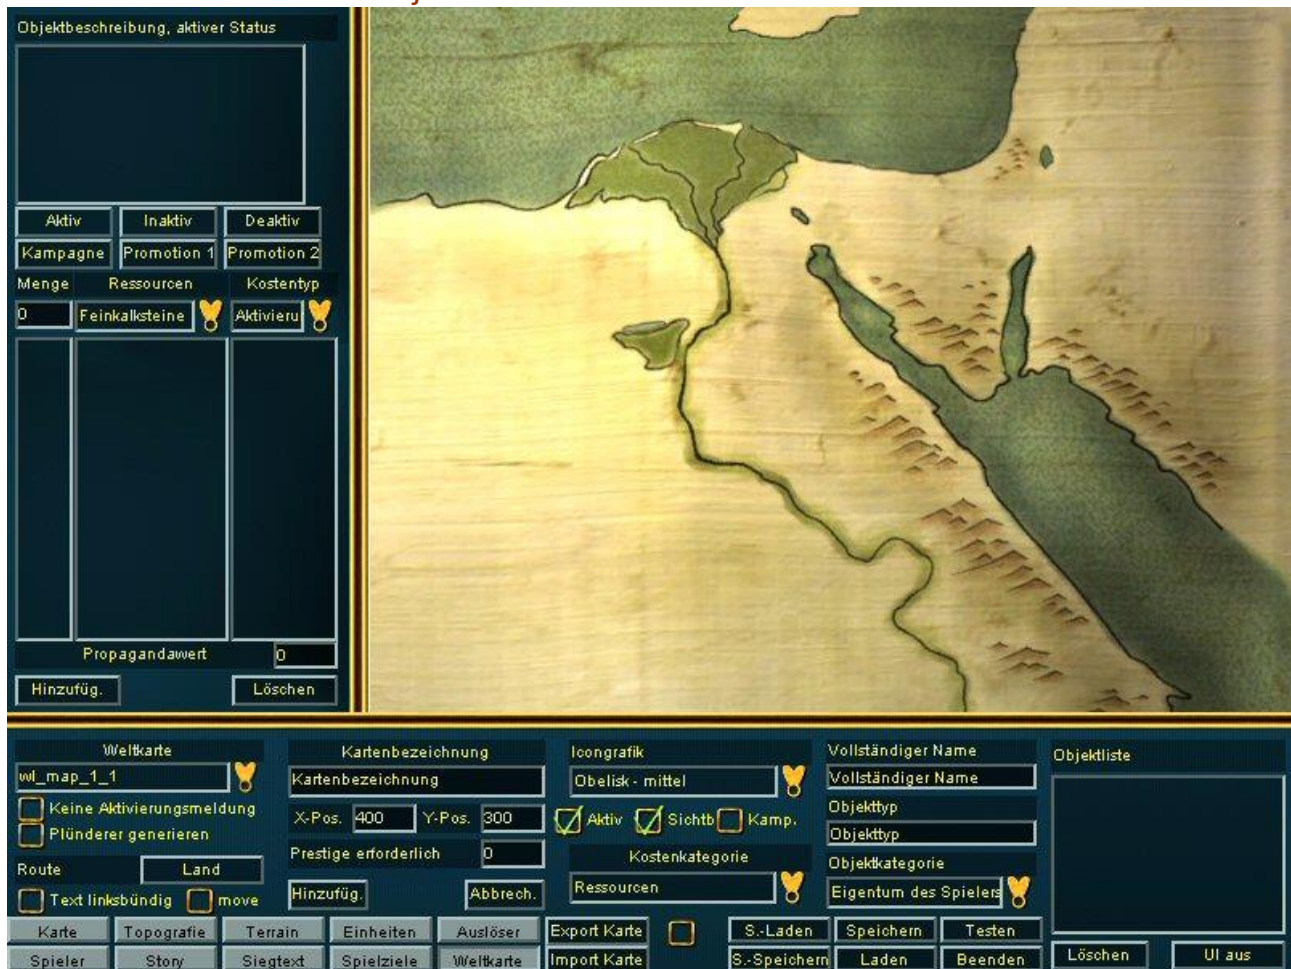 Objektbeschreibung, aktiver Status
Aktiv Inaktiv Deaktiv
Kampagne Promotion 1 Promotion 2
Menge Ressourcen Kostentyp
0 Feinkalksteine Aktivieru
Propagandawert 0
Hinzufüg. Löschen
Weltkarte
wl_map_1_1
Keine Aktivierungsmeldung
Plünderer generieren
Route Land
Text linksbündig move
Kartenbezeichnung
Kartenbezeichnung
X-Pos. 400 Y-Pos. 300
Prestige erforderlich 0
Hinzufüg. Abbrech.
Icongrafik
Obelisk - mittel
Aktiv Sichtb Kamp.
Kostenkategorie
Ressourcen
Vollständiger Name
Vollständiger Name
Objekttyp
Objekttyp
Objektkategorie
Eigentum des Spielers
Objektliste
Karte Topografie Terrain Einheiten Auslöser Export Karte S.-Laden Speichern Testen
Spieler Story Siegtext Spielziele Weltkarte Import Karte S.-Speichern Laden Beenden
Löschen UI aus